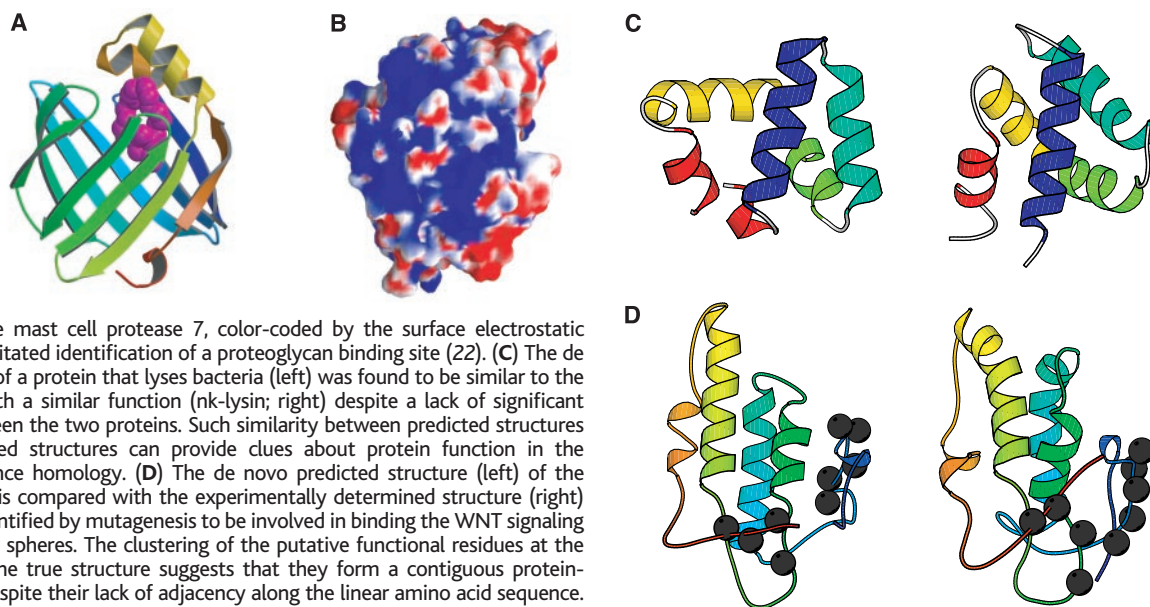 A
B
C
e mast cell protease 7, color-coded by the surface electrostatic
itated identification of a proteoglycan binding site (22). (C) The de
of a protein that lyses bacteria (left) was found to be similar to the
th a similar function (nk-lysin; right) despite a lack of significant
een the two proteins. Such similarity between predicted structures
ed structures can provide clues about protein function in the
nce homology. (D) The de novo predicted structure (left) of the
is compared with the experimentally determined structure (right)
ntified by mutagenesis to be involved in binding the WNT signaling
spheres. The clustering of the putative functional residues at the
ne true structure suggests that they form a contiguous protein-
spite their lack of adjacency along the linear amino acid sequence.
D